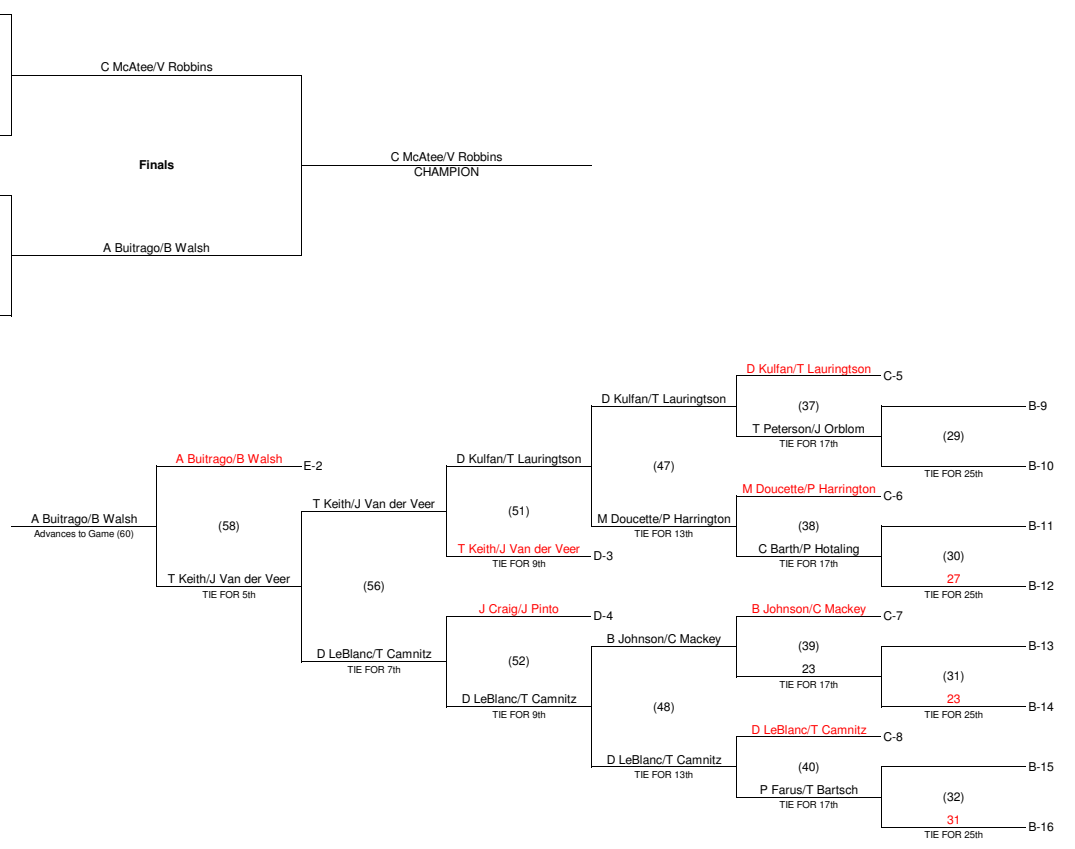 C McAtee/V Robbins
Finals
C McAtee/V Robbins
CHAMPION
A Buitrago/B Walsh
D Kulfan/T Lauringtson
C-5
D Kulfan/T Lauringtson
(37)
B-9
T Peterson/J Orblom
TIE FOR 17th
(29)
A Buitrago/B Walsh
E-2
D Kulfan/T Lauringtson
(47)
TIE FOR 25th
B-10
M Doucette/P Harrington
C-6
T Keith/J Van der Veer
(51)
A Buitrago/B Walsh
Advances to Game (60)
(58)
M Doucette/P Harrington
TIE FOR 13th
(38)
B-11
T Keith/J Van der Veer
TIE FOR 9th
D-3
C Barth/P Hotaling
TIE FOR 17th
(30)
T Keith/J Van der Veer
TIE FOR 5th
(56)
27
B-12
TIE FOR 25th
J Craig/J Pinto
D-4
B Johnson/C Mackey
C-7
B Johnson/C Mackey
(39)
B-13
D LeBlanc/T Camnitz
TIE FOR 7th
(52)
23
TIE FOR 17th
(31)
D LeBlanc/T Camnitz
TIE FOR 9th
(48)
23
B-14
TIE FOR 25th
D LeBlanc/T Camnitz
C-8
D LeBlanc/T Camnitz
TIE FOR 13th
(40)
B-15
P Farus/T Bartsch
TIE FOR 17th
(32)
31
B-16
TIE FOR 25th